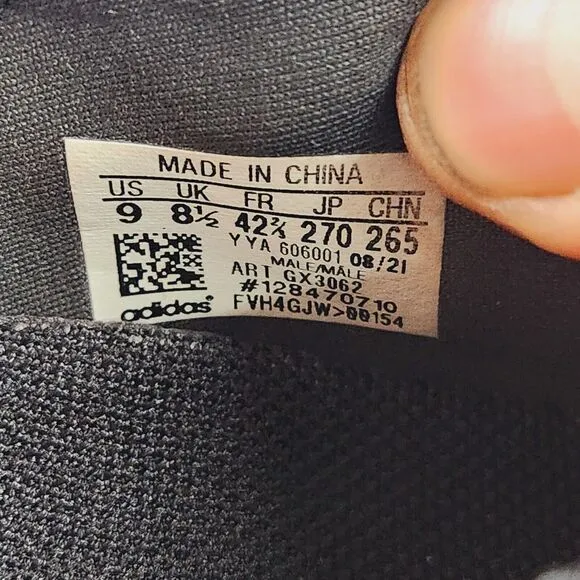 MADE IN CHINA
US UK FR JP CHN
9 8½ 42⅔ 270 265
YYA 606001 08/21
MALE/MALE
ART GX3062
#128470710
adidas® FVH4GJW>00154